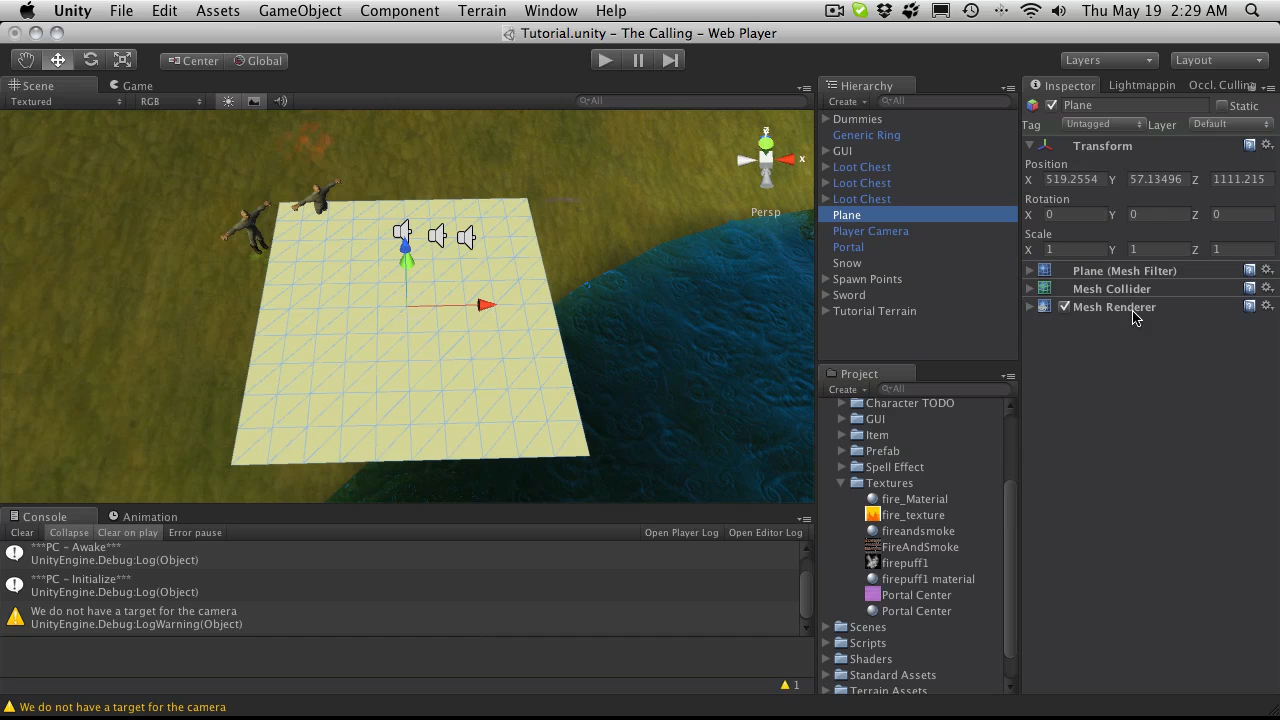 Unity File Edit Assets GameObject Component Terrain Window Help Thu May 19 2:29 AM
Tutorial.unity – The Calling – Web Player
Center Global Layers Layout
Scene Game
Textured RGB All
x
Persp
Console Animation
Clear Collapse Clear on play Error pause Open Player Log Open Editor Log
***PC – Awake***
UnityEngine.Debug:Log(Object)
***PC – Initialize***
UnityEngine.Debug:Log(Object)
We do not have a target for the camera
UnityEngine.Debug:LogWarning(Object)
1
We do not have a target for the camera
Hierarchy
Create All
Dummies
Generic Ring
GUI
Loot Chest
Loot Chest
Loot Chest
Plane
Player Camera
Portal
Snow
Spawn Points
Sword
Tutorial Terrain
Project
Create All
Character TODO
GUI
Item
Prefab
Spell Effect
Textures
fire_Material
fire_texture
fireandsmoke
FireAndSmoke
firepuff1
firepuff1 material
Portal Center
Portal Center
Scenes
Scripts
Shaders
Standard Assets
Terrain Assets
Inspector Lightmappin Occl. Cullin
Plane Static
Tag Untagged Layer Default
Transform
Position
X 519.2554 Y 57.13496 Z 1111.215
Rotation
X 0 Y 0 Z 0
Scale
X 1 Y 1 Z 1
Plane (Mesh Filter)
Mesh Collider
Mesh Renderer